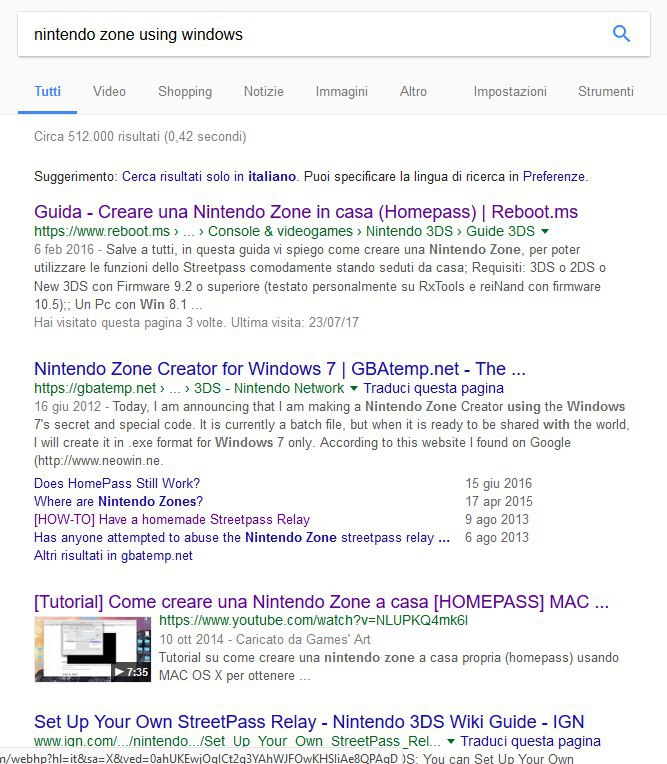 nintendo zone using windows
Tutti Video Shopping Notizie Immagini Altro Impostazioni Strumenti
Circa 512.000 risultati (0,42 secondi)
Suggerimento: Cerca risultati solo in italiano. Puoi specificare la lingua di ricerca in Preferenze.
Guida - Creare una Nintendo Zone in casa (Homepass) | Reboot.ms
https://www.reboot.ms › ... › Console & videogames › Nintendo 3DS › Guide 3DS
6 feb 2016 - Salve a tutti, in questa guida vi spiego come creare una Nintendo Zone, per poter
utilizzare le funzioni dello Streetpass comodamente stando seduti da casa; Requisiti: 3DS o 2DS o
New 3DS con Firmware 9.2 o superiore (testato personalmente su RxTools e reiNand con firmware
10.5);; Un Pc con Win 8.1 ...
Hai visitato questa pagina 3 volte. Ultima visita: 23/07/17
Nintendo Zone Creator for Windows 7 | GBAtemp.net - The ...
https://gbatemp.net › ... › 3DS - Nintendo Network Traduci questa pagina
16 giu 2012 - Today, I am announcing that I am making a Nintendo Zone Creator using the Windows
7's secret and special code. It is currently a batch file, but when it is ready to be shared with the world,
I will create it in .exe format for Windows 7 only. According to this website I found on Google
(http://www.neowin.ne.
Does HomePass Still Work? 15 giu 2016
Where are Nintendo Zones? 17 apr 2015
[HOW-TO] Have a homemade Streetpass Relay 9 ago 2013
Has anyone attempted to abuse the Nintendo Zone streetpass relay ... 6 ago 2013
Altri risultati in gbatemp.net
[Tutorial] Come creare una Nintendo Zone a casa [HOMEPASS] MAC ...
https://www.youtube.com/watch?v=NLUPKQ4mk6I
10 ott 2014 - Caricato da Games' Art
Tutorial su come creare una nintendo zone a casa propria (homepass) usando
MAC OS X per ottenere ...
7:35
Set Up Your Own StreetPass Relay - Nintendo 3DS Wiki Guide - IGN
www.ign.com/.../nintendo.../Set_Up_Your_Own_StreetPass_Rel... Traduci questa pagina
DS: You can Set Up Your Own